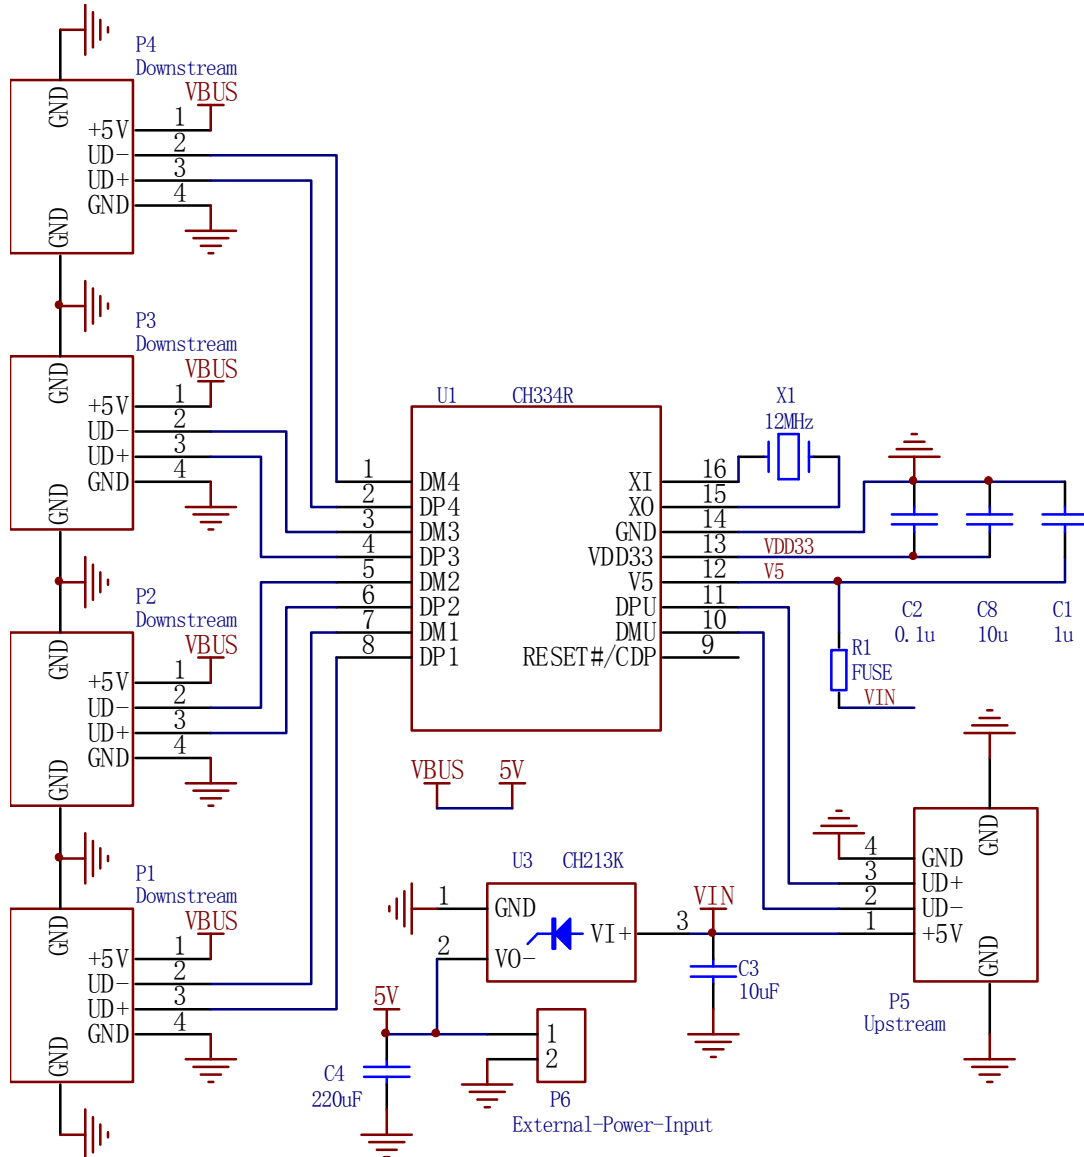 P4
Downstream
VBUS
GND
GND
+5V 1
UD- 2
UD+ 3
GND 4
P3
Downstream
VBUS
GND
GND
+5V 1
UD- 2
UD+ 3
GND 4
P2
Downstream
VBUS
GND
GND
+5V 1
UD- 2
UD+ 3
GND 4
P1
Downstream
VBUS
GND
GND
+5V 1
UD- 2
UD+ 3
GND 4
U1 CH334R
1 DM4
2 DP4
3 DM3
4 DP3
5 DM2
6 DP2
7 DM1
8 DP1
XI 16
XO 15
GND 14
VDD33 13
V5 12
DPU 11
DMU 10
RESET#/CDP 9
X1
12MHz
VDD33
V5
C2
0.1u
C8
10u
C1
1u
R1
FUSE
VIN
VBUS 5V
U3 CH213K
1 GND
2 VO-
VI+ 3
VIN
C3
10uF
4 GND
3 UD+
2 UD-
1 +5V
GND
GND
P5
Upstream
5V
C4
220uF
1
2
P6
External-Power-Input